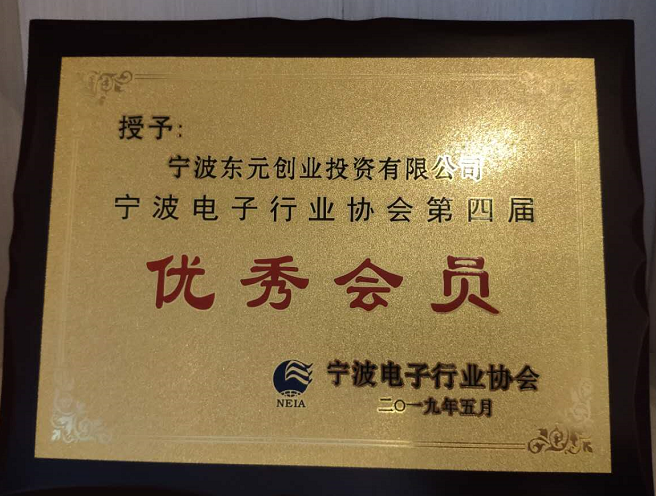 授予：
宁波东元创业投资有限公司
宁波电子行业协会第四届
优秀会员
NEIA
宁波电子行业协会
二〇一九年五月